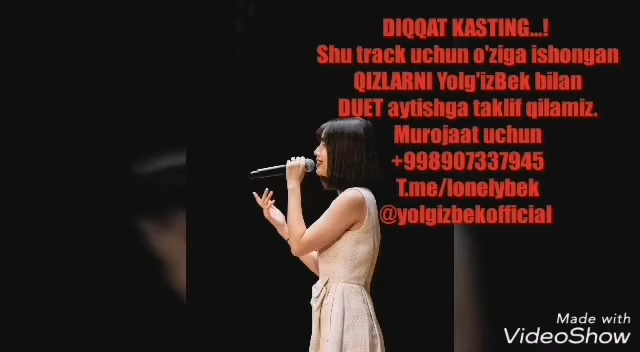 DIQQAT KASTING...!
Shu track uchun o'ziga ishongan
QIZLARNI Yolg'izBek bilan
DUET aytishga taklif qilamiz.
Murojaat uchun
+998907337945
T.me/lonelybek
@yolgizbekofficial
Made with
VideoShow